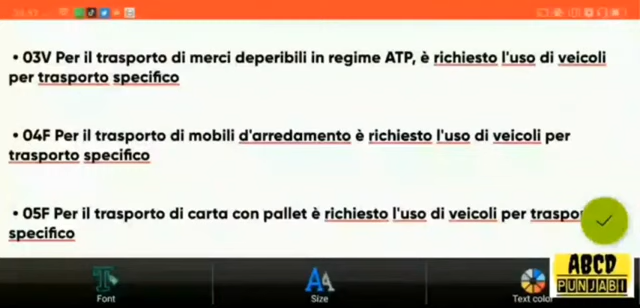 • 03V Per il trasporto di merci deperibili in regime ATP, è richiesto l'uso di veicoli
per trasporto specifico
• 04F Per il trasporto di mobili d'arredamento è richiesto l'uso di veicoli per
trasporto specifico
• 05F Per il trasporto di carta con pallet è richiesto l'uso di veicoli per
specifico
ABCD
PUNJABI
Font
Size
Text color